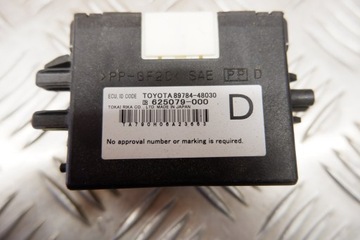 >PP-GF20< SAE PP D
ECU. ID CODE TOYOTA 89784-48030
625079-000
TOKAI RIKA CO., LTD. MADE IN JAPAN
D
No approval number or marking is required.